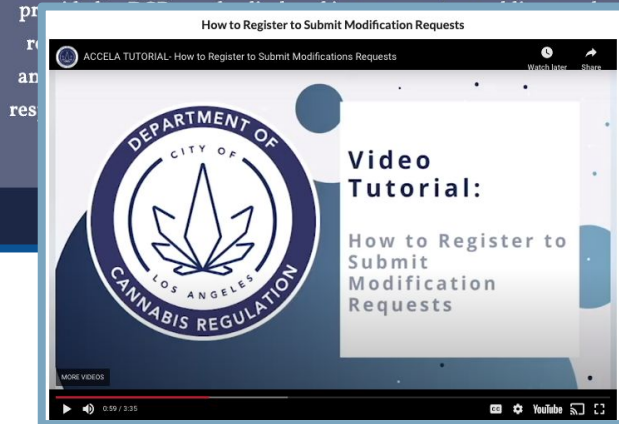 How to Register to Submit Modification Requests
ACCELA TUTORIAL- How to Register to Submit Modifications Requests
Watch later
Share
DEPARTMENT OF
CITY OF
LOS ANGELES
CANNABIS REGULATION
Video
Tutorial:
How to Register to
Submit
Modification
Requests
MORE VIDEOS
0:59 / 3:35
CC
YouTube